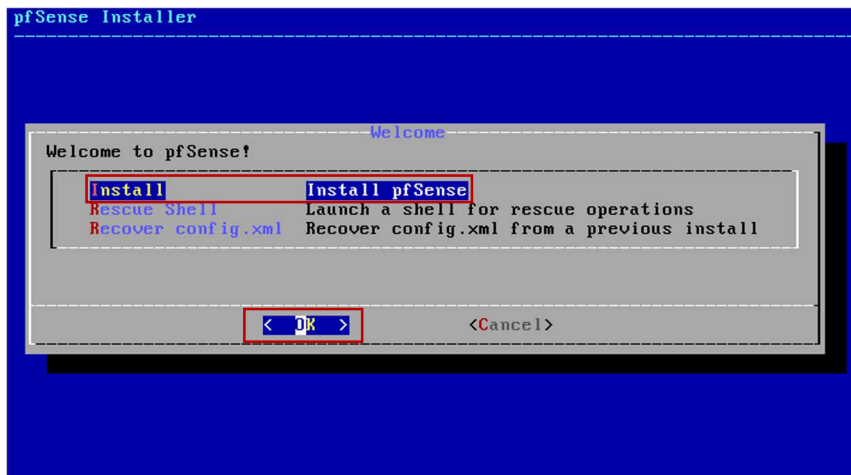 pfSense Installer
Welcome
Welcome to pfSense!
Install Install pfSense
Rescue Shell Launch a shell for rescue operations
Recover config.xml Recover config.xml from a previous install
< OK > <Cancel>